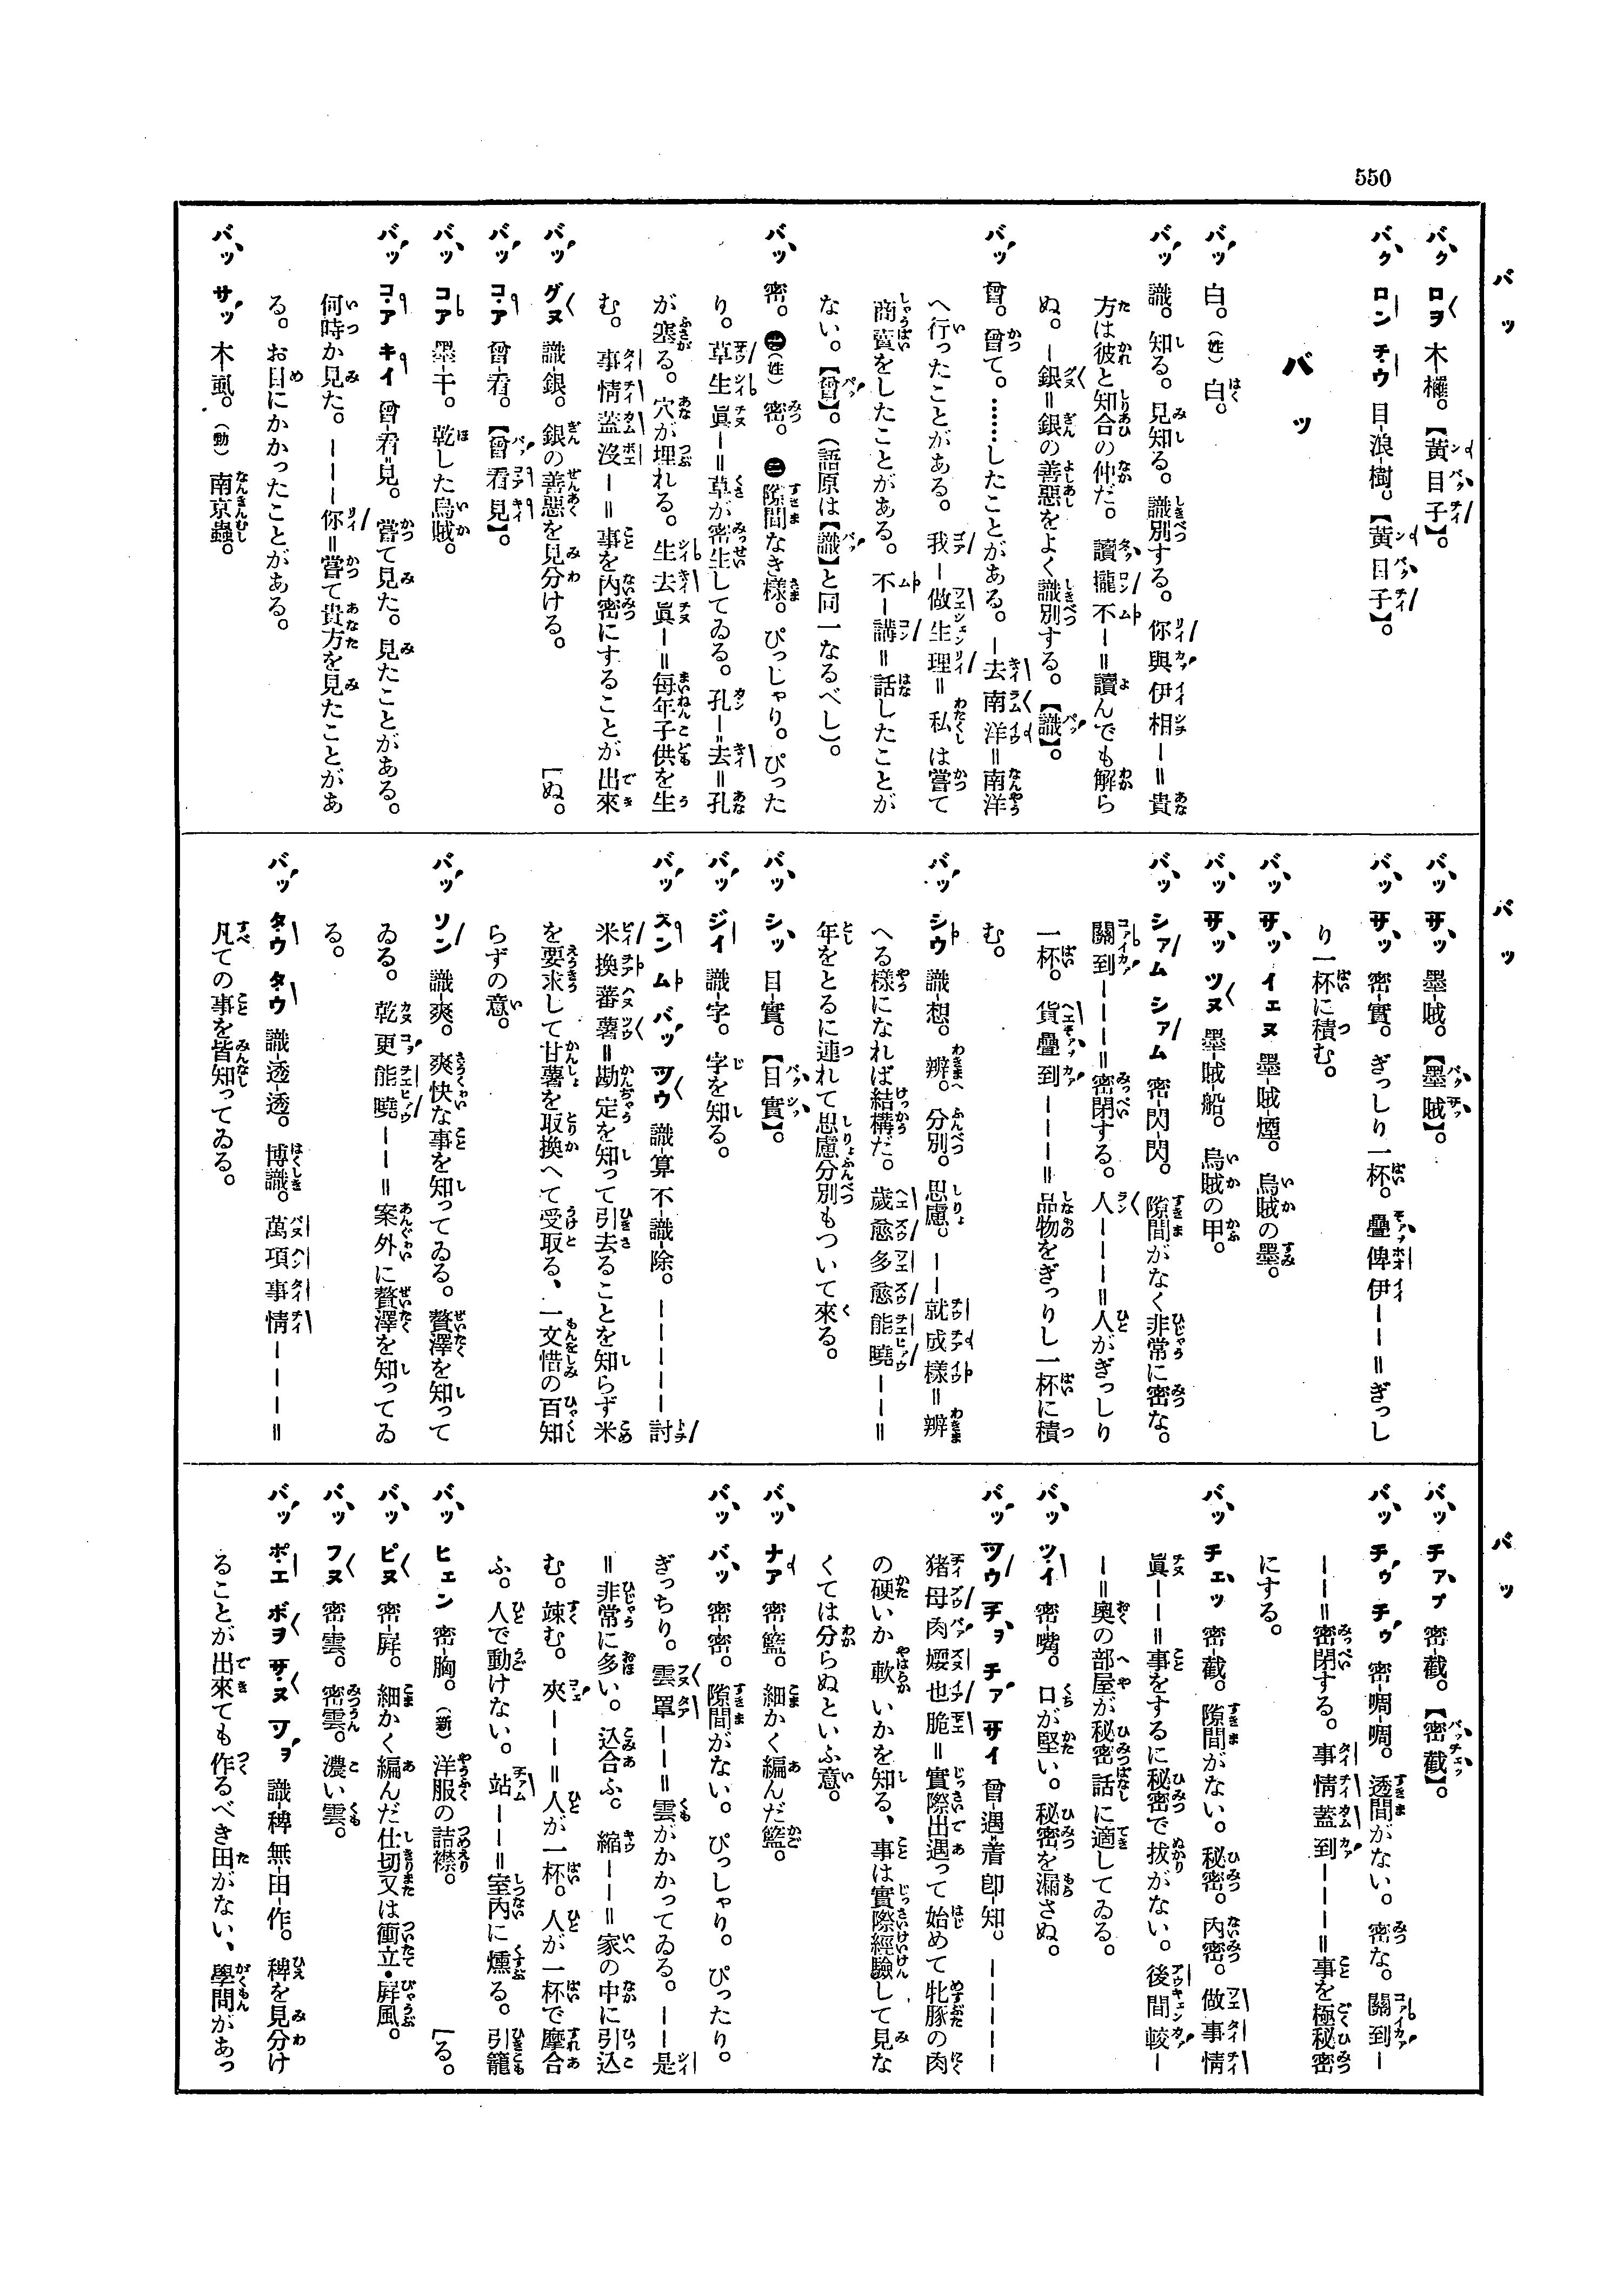 550
バッ
バク ロヲ 木欉。【黃目子】。
バク ロン チウ 目-浪-樹。【黃目子】。
バッ
バッ 白。(姓) 白。
バッ 識。知る。見知る。識別する。你與伊相ー=貴
方は彼と知合の仲だ。讀攏不ー=讀んでも解ら
ぬ。ー銀=銀の善惡をよく識別する。【識】。
バッ 曾。曾て。……したことがある。ー去南洋=南洋
へ行ったことがある。我ー做生理=私は嘗て
商賣をしたことがある。不ー講=話したことが
ない。【曾】。(語原は【識】と同一なるべし)。
バッ 密。㊀(姓) 密。㊁隙間なき樣。ぴっしゃり。ぴった
り。草生眞ー=草が密生してゐる。孔ー=去=孔
が塞る。穴が埋れる。生去眞ー=每年子供を生
む。事情蓋沒ー=事を內密にすることが出來
バッ グヌ 識-銀。銀の善惡を見分ける。 [ぬ。
バッ コア 曾-看。【曾看見】。
バッ コア 墨-干。乾した烏賊。
バッ コア キイ 曾-看=見。嘗て見た。見たことがある。
何時か見た。ーーー你=嘗て貴方を見たことがあ
る。お目にかかったことがある。
バッ サッ 木虱。(動) 南京蟲。
バッ
バッ サッ 墨-賊。【墨賊】。
バッ サッ 密-實。ぎっしり一杯。疊俾伊ーー=ぎっし
り一杯に積む。
バッ サッ イェヌ 墨-賊-煙。烏賊の墨。
バッ サッ ツヌ 墨-賊-船。烏賊の甲。
バッ シァム シァム 密-閃-閃。隙間がなく非常に密な。
關到ーーー=密閉する。人ーーー=人がぎっしり
一杯。貨疊到ーーー=品物をぎっりし一杯に積
む。
バッ シウ 識-想。辨。分別。思慮。ーー就成樣=辨
へる樣になれば結構だ。歲愈多愈能曉ーー=
年をとるに連れて思慮分別もついて來る。
バッ シッ 目-實。【目實】。
バッ ジイ 識-字。字を知る。
バッ スン ム バッ ツウ 識-算 不-識-除。ーーーーー討
米換蕃薯=勘定を知って引去ることを知らず米
を要求して甘薯を取換へて受取る、一文惜の百知
らずの意。
バッ ソン 識-爽。爽快な事を知ってゐる。贅澤を知って
ゐる。乾更能曉ーー=案外に贅澤を知ってゐ
る。
バッ タウ タウ 識-透-透。博識。萬項事情ーーー=
凡ての事を皆知ってゐる。
バッ
バッ チァプ 密-截。【密截】。
バッ チゥ チゥ 密-啁-啁。透間がない。密な。關到ー
ーー=密閉する。事情蓋到ーーー=事を極秘密
にする。
バッ チェッ 密-截。隙間がない。秘密。內密。做事情
眞ーー=事をするに秘密で拔がない。後間較ー
ー=奧の部屋が秘密話に適してゐる。
バッ ツイ 密-嘴。口が堅い。秘密を漏さぬ。
バッ ツウ チォ チァ サイ 曾-遇=着 卽-知。ーーーーー
猪母肉嬡也脆=實際出遇って始めて牝豚の肉
の硬いか軟いかを知る、事は實際經驗して見な
くては分らぬといふ意。
バッ ナア 密-籃。細かく編んだ籃。
バッ バッ 密-密。隙間がない。ぴっしゃり。ぴったり。
ぎっちり。雲罩ーー=雲がかかってゐる。ーー是
=非常に多い。込合ふ。縮ーー=家の中に引込
む。竦む。夾ーー=人が一杯。人が一杯で摩合
ふ。人で動けない。站ーー=室內に燻る。引籠
バッ ヒェン 密-胸。(新) 洋服の詰襟。 [る。
バッ ピヌ 密-屛。細かく編んだ仕切又は衝立・屛風。
バッ フヌ 密-雲。密雲。濃い雲。
バッ ボエ ボヲ サヌ ツォ 識-稗 無-田-作。稗を見分け
ることが出來ても作るべき田がない、學問があっ